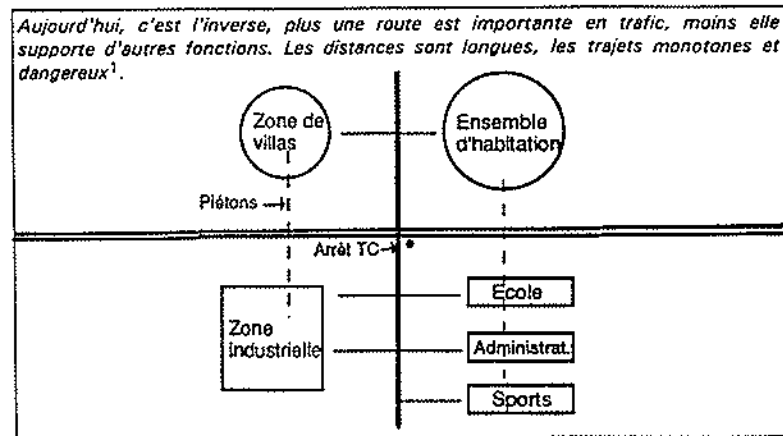 Aujourd'hui, c'est l'inverse, plus une route est importante en trafic, moins elle
supporte d'autres fonctions. Les distances sont longues, les trajets monotones et
dangereux¹.
Zone de
villas
Ensemble
d'habitation
Piétons
Arrêt TC
Ecole
Zone
industrielle
Administrat.
Sports